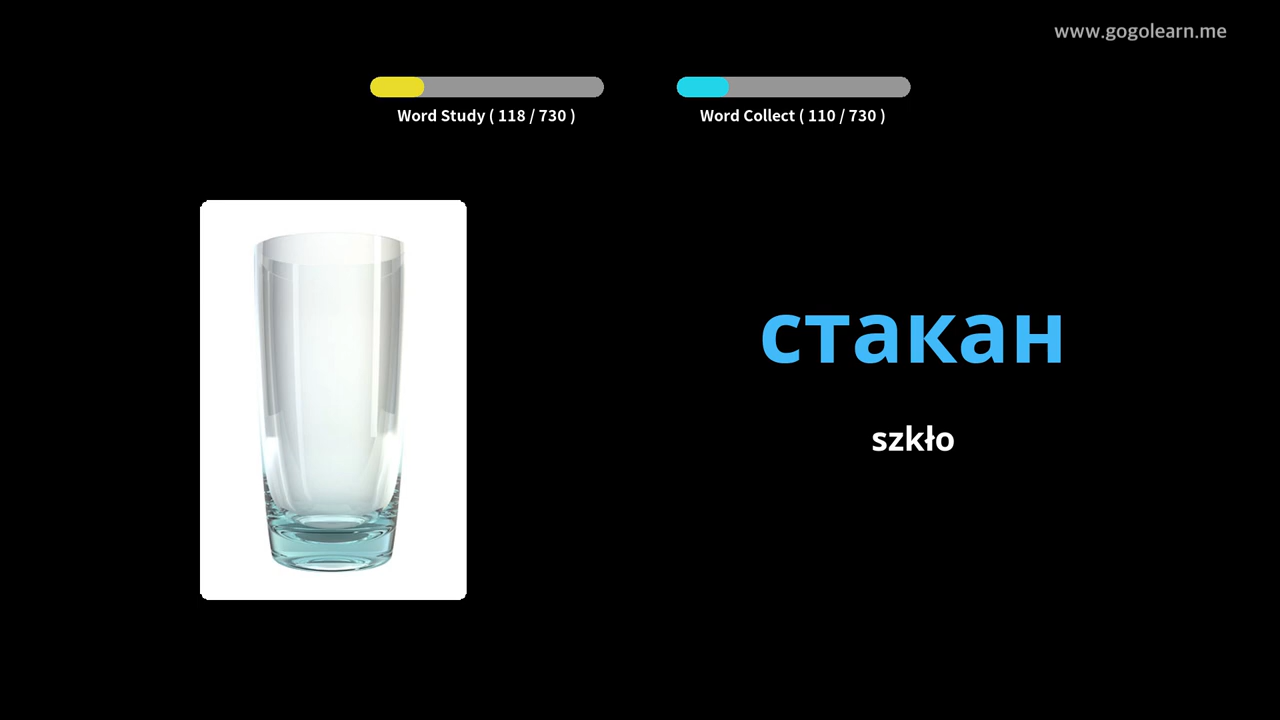 www.gogolearn.me
Word Study ( 118 / 730 )
Word Collect ( 110 / 730 )
стакан
szkło